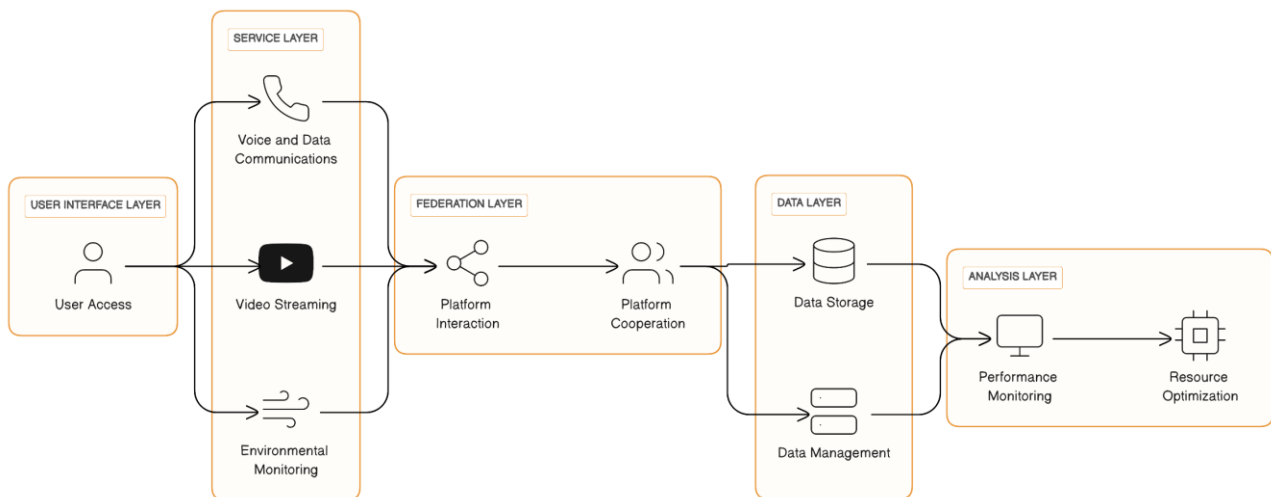 USER INTERFACE LAYER
User Access
SERVICE LAYER
Voice and Data
Communications
Video Streaming
Environmental
Monitoring
FEDERATION LAYER
Platform
Interaction
Platform
Cooperation
DATA LAYER
Data Storage
Data Management
ANALYSIS LAYER
Performance
Monitoring
Resource
Optimization